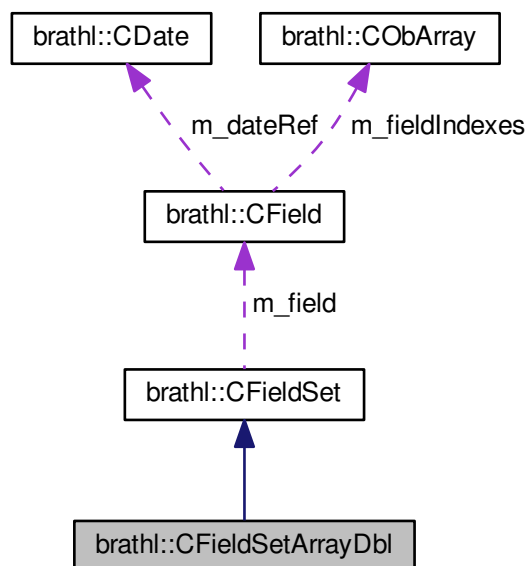 brathl::CDate
brathl::CObArray
m_dateRef
m_fieldIndexes
brathl::CField
m_field
brathl::CFieldSet
brathl::CFieldSetArrayDbl